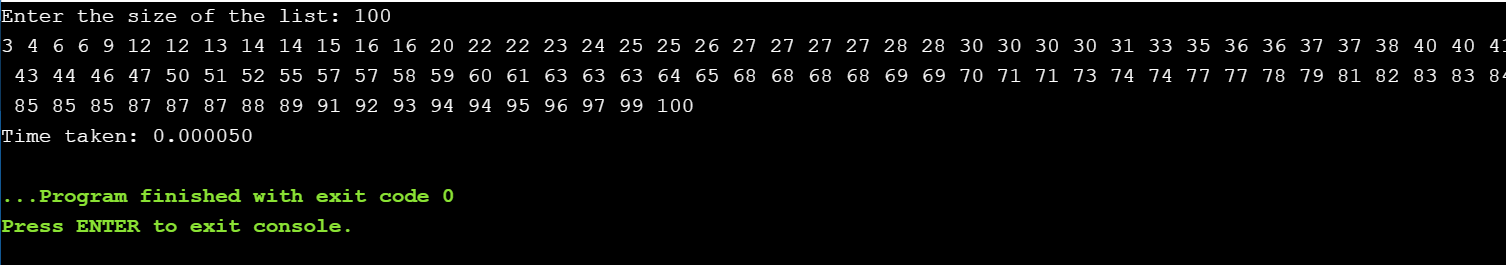 Enter the size of the list: 100
3 4 6 6 9 12 12 13 14 14 15 16 16 20 22 22 23 24 25 25 26 27 27 27 27 28 28 30 30 30 30 31 33 35 36 36 37 37 38 40 40 41
43 44 46 47 50 51 52 55 57 57 58 59 60 61 63 63 63 64 65 68 68 68 68 69 69 70 71 71 73 74 74 77 77 78 79 81 82 83 83 84
85 85 85 87 87 87 88 89 91 92 93 94 94 95 96 97 99 100
Time taken: 0.000050
...Program finished with exit code 0
Press ENTER to exit console.